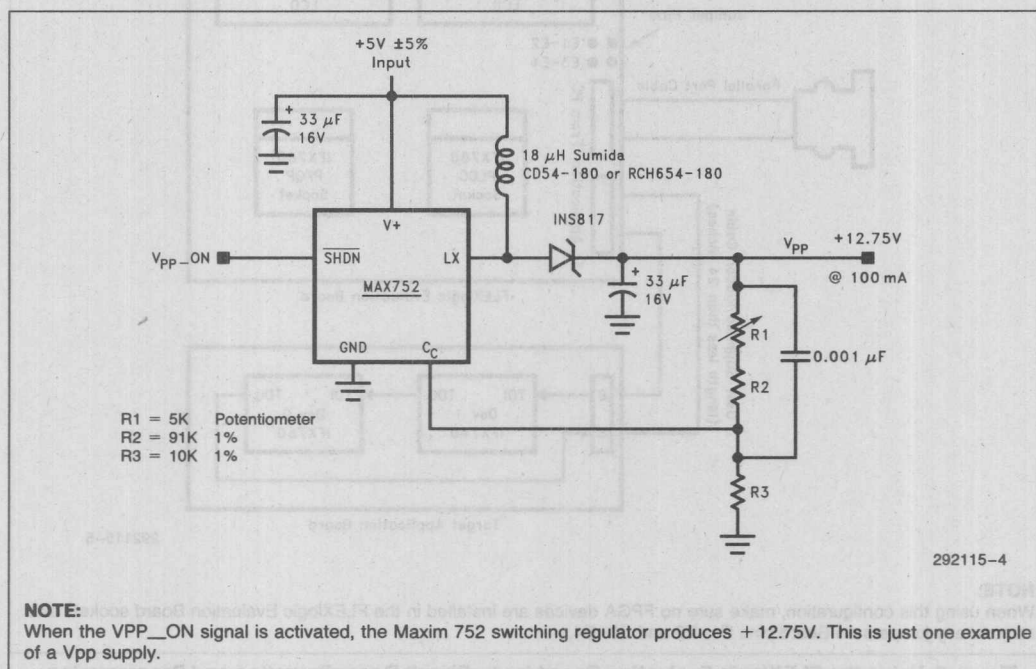 +5V ±5%
Input
33 μF
16V
18 μH Sumida
CD54-180 or RCH654-180
INS817
V+
VPP_ON
SHDN
LX
MAX752
GND
CC
VPP
+12.75V
@ 100 mA
33 μF
16V
R1
R2
0.001 μF
R3
R1 = 5K Potentiometer
R2 = 91K 1%
R3 = 10K 1%
292115–4
NOTE:
When the VPP__ON signal is activated, the Maxim 752 switching regulator produces +12.75V. This is just one example
of a Vpp supply.